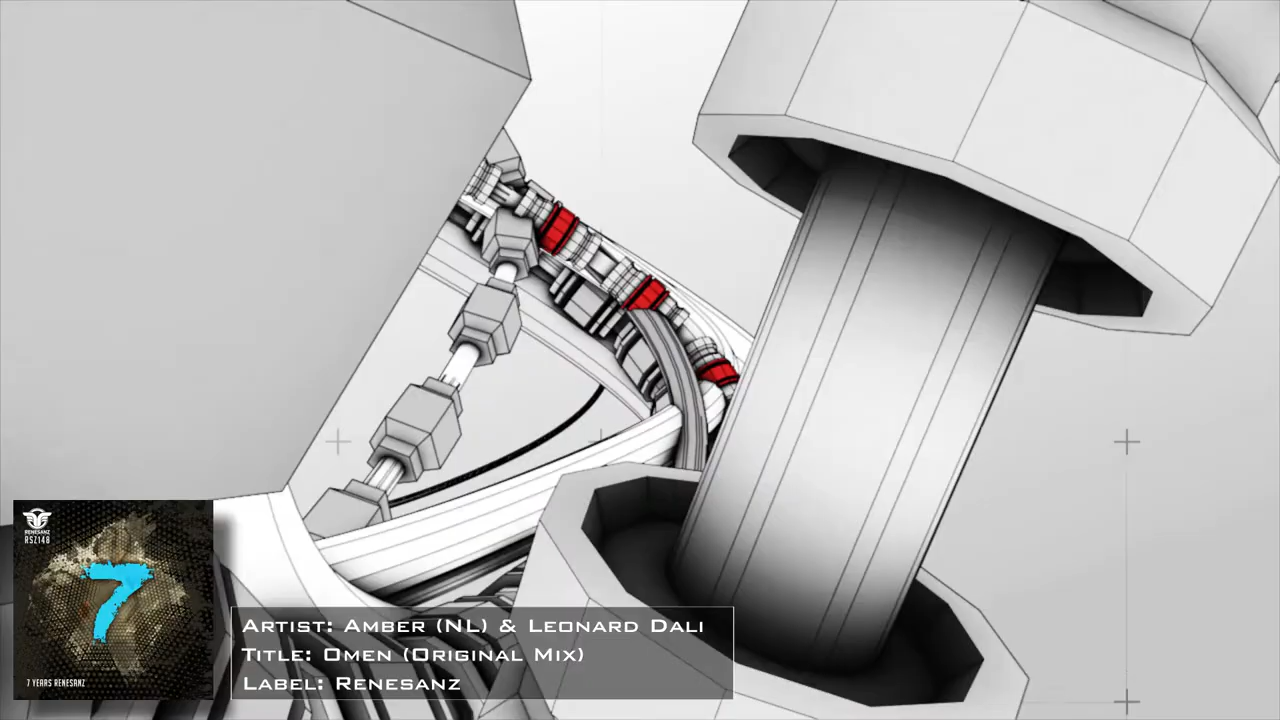 RENESANZ
RSZ148
7
7 YEARS RENESANZ
Artist: Amber (NL) & Leonard Dali
Title: Omen (Original Mix)
Label: Renesanz